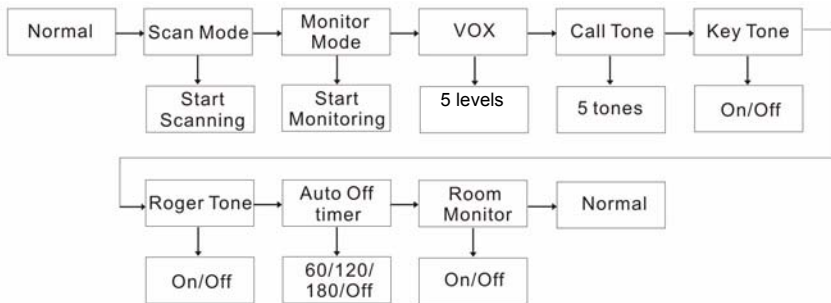 Normal
Scan Mode
Monitor
Mode
VOX
Call Tone
Key Tone
Start
Scanning
Start
Monitoring
5 levels
5 tones
On/Off
Roger Tone
Auto Off
timer
Room
Monitor
Normal
On/Off
60/120/
180/Off
On/Off